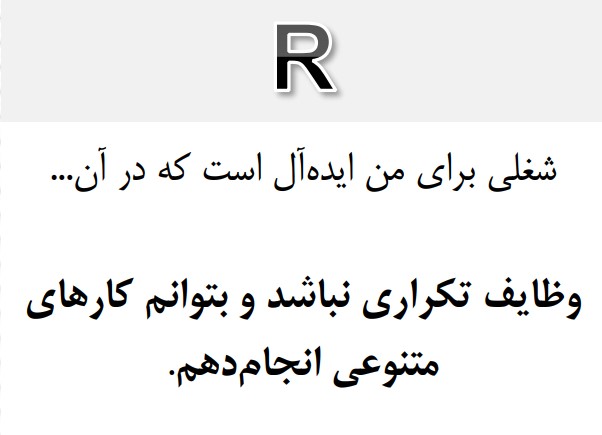 R
شغلی برای من ایده‌آل است که در آن...
وظایف تکراری نباشد و بتوانم کارهای
متنوعی انجام‌دهم.